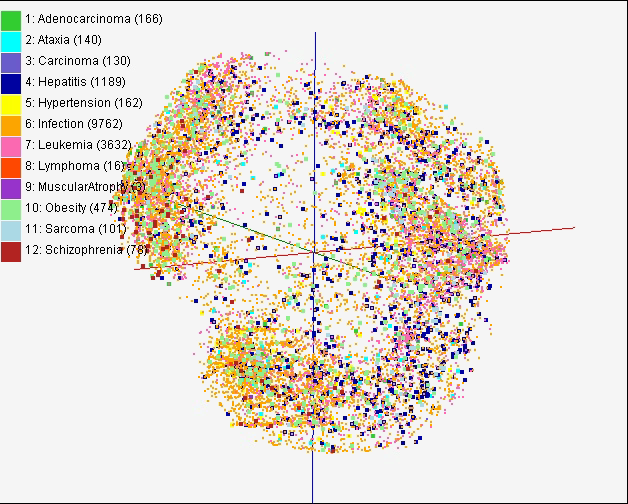 1: Adenocarcinoma (166)
2: Ataxia (140)
3: Carcinoma (130)
4: Hepatitis (1189)
5: Hypertension (162)
6: Infection (9762)
7: Leukemia (3632)
8: Lymphoma (16)
9: MuscularAtrophy(3)
10: Obesity (474)
11: Sarcoma (101)
12: Schizophrenia (78)